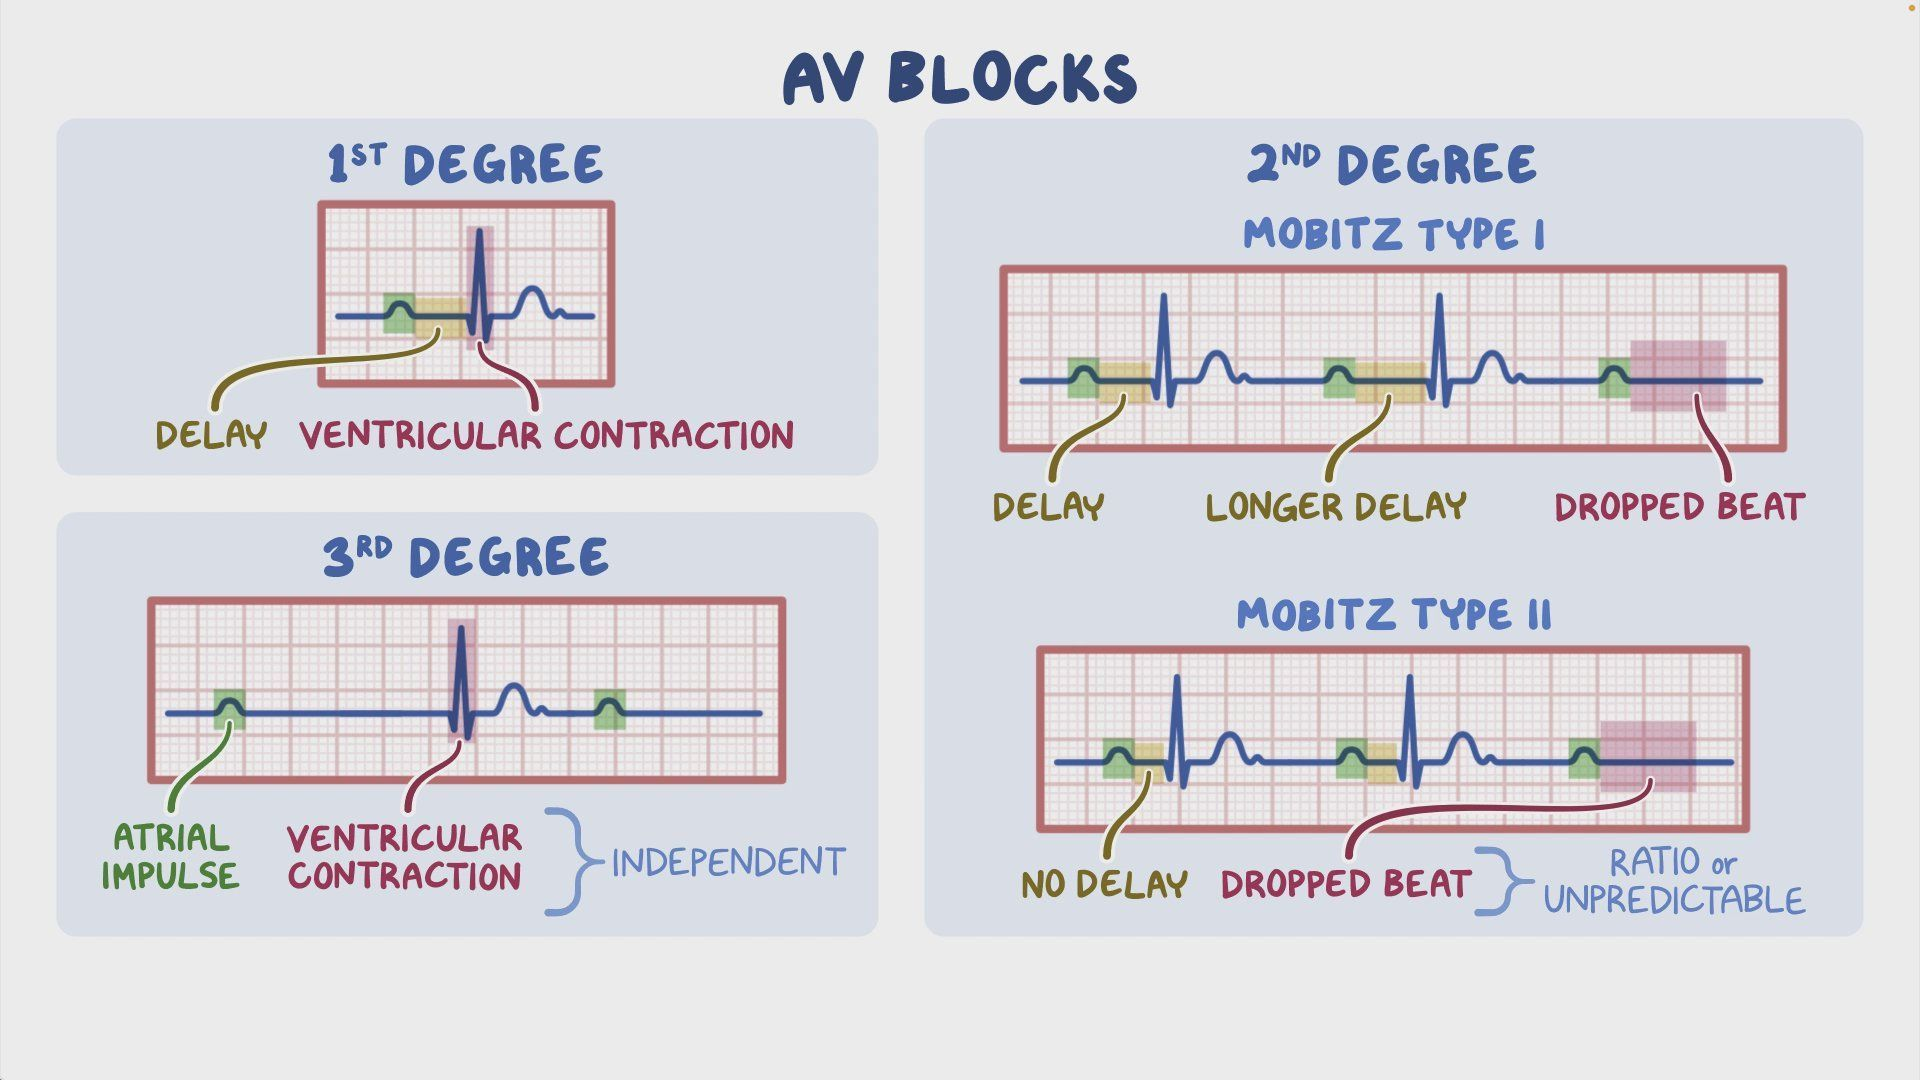 AV BLOCKS
1ST DEGREE
DELAY
VENTRICULAR CONTRACTION
3RD DEGREE
ATRIAL
IMPULSE
VENTRICULAR
CONTRACTION
INDEPENDENT
2ND DEGREE
MOBITZ TYPE I
DELAY
LONGER DELAY
DROPPED BEAT
MOBITZ TYPE II
NO DELAY
DROPPED BEAT
RATIO or
UNPREDICTABLE